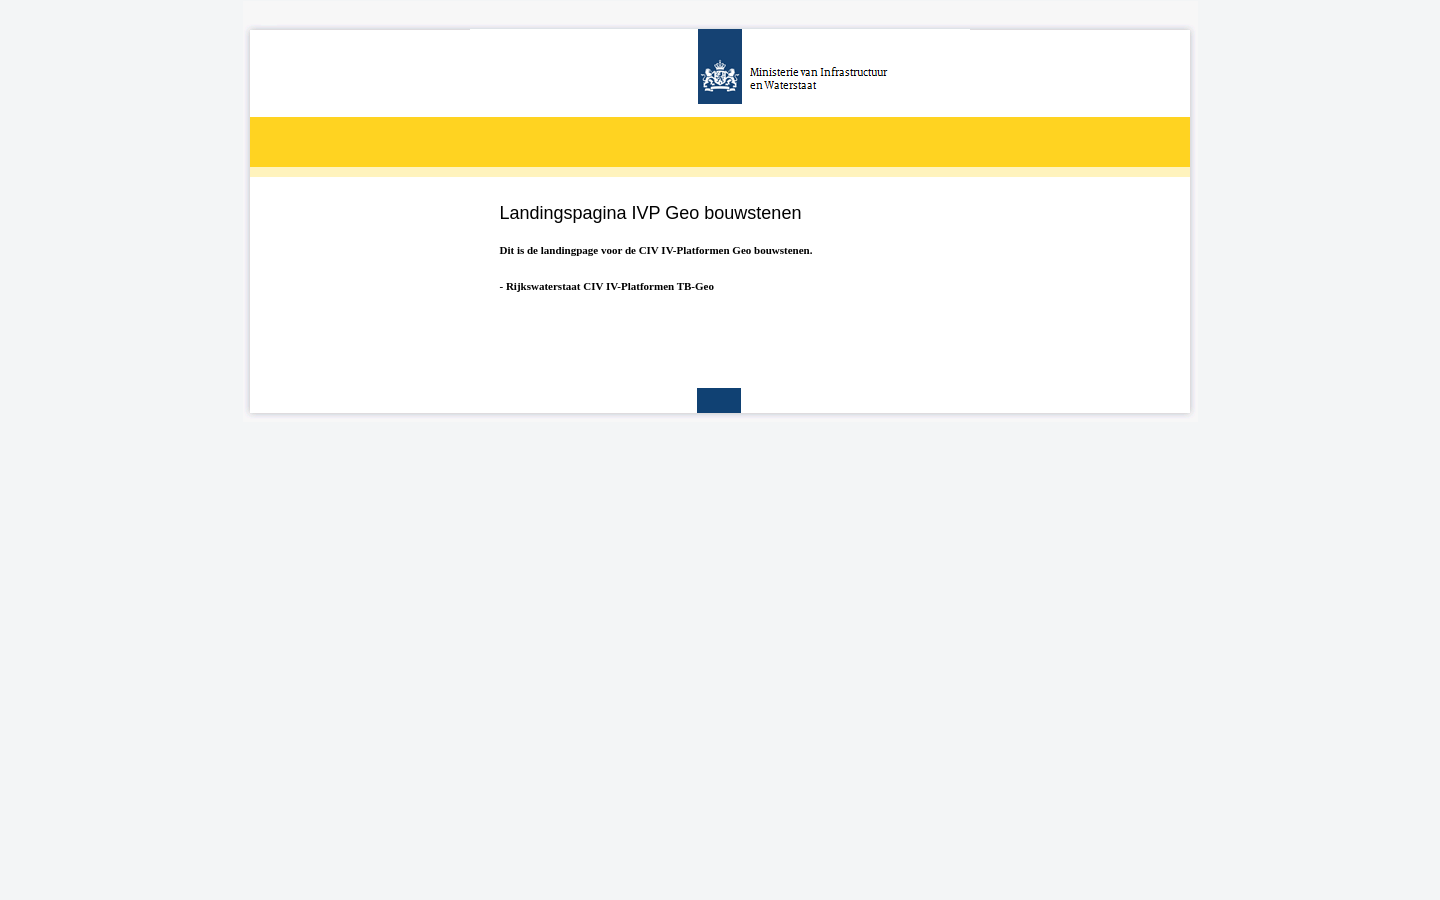 Ministerie van Infrastructuur
en Waterstaat
Landingspagina IVP Geo bouwstenen
Dit is de landingpage voor de CIV IV-Platformen Geo bouwstenen.
- Rijkswaterstaat CIV IV-Platformen TB-Geo